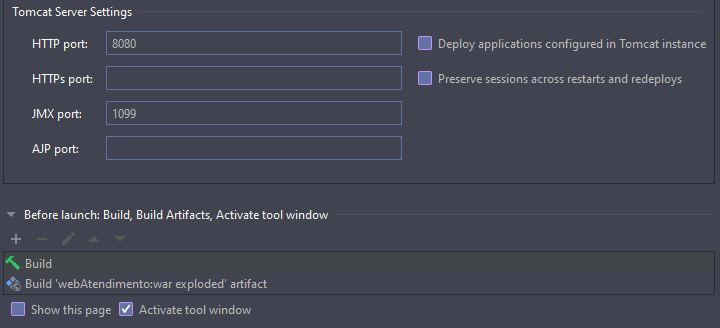 Tomcat Server Settings
HTTP port: 8080 Deploy applications configured in Tomcat instance
HTTPs port: Preserve sessions across restarts and redeploys
JMX port: 1099
AJP port:
Before launch: Build, Build Artifacts, Activate tool window
Build
Build 'webAtendimento:war exploded' artifact
Show this page Activate tool window